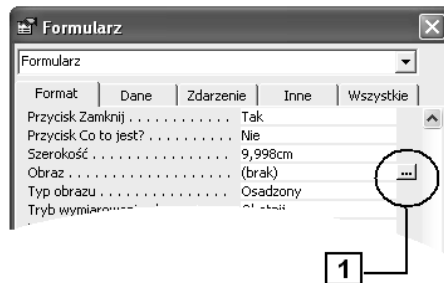 Formularz
Formularz
Format Dane Zdarzenie Inne Wszystkie
Przycisk Zamknij . . . . . . . . . . . . Tak
Przycisk Co to jest? . . . . . . . . . . Nie
Szerokość . . . . . . . . . . . . . . . . . 9,998cm
Obraz . . . . . . . . . . . . . . . . . . . . (brak) ...
Typ obrazu . . . . . . . . . . . . . . . Osadzony
Tryb
1